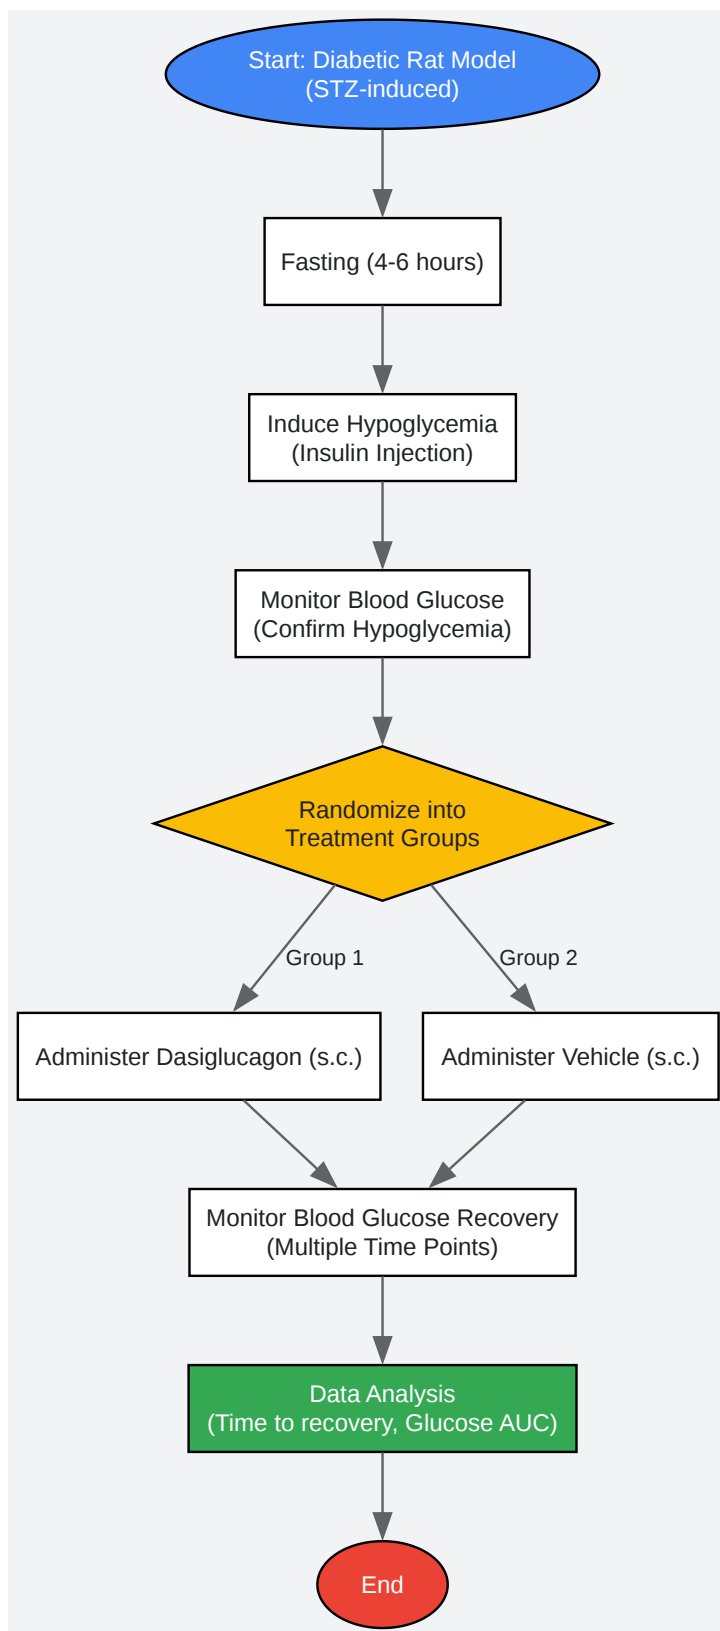 Start: Diabetic Rat Model
(STZ-induced)
Fasting (4-6 hours)
Induce Hypoglycemia
(Insulin Injection)
Monitor Blood Glucose
(Confirm Hypoglycemia)
Randomize into
Treatment Groups
Group 1
Group 2
Administer Dasiglucagon (s.c.)
Administer Vehicle (s.c.)
Monitor Blood Glucose Recovery
(Multiple Time Points)
Data Analysis
(Time to recovery, Glucose AUC)
End